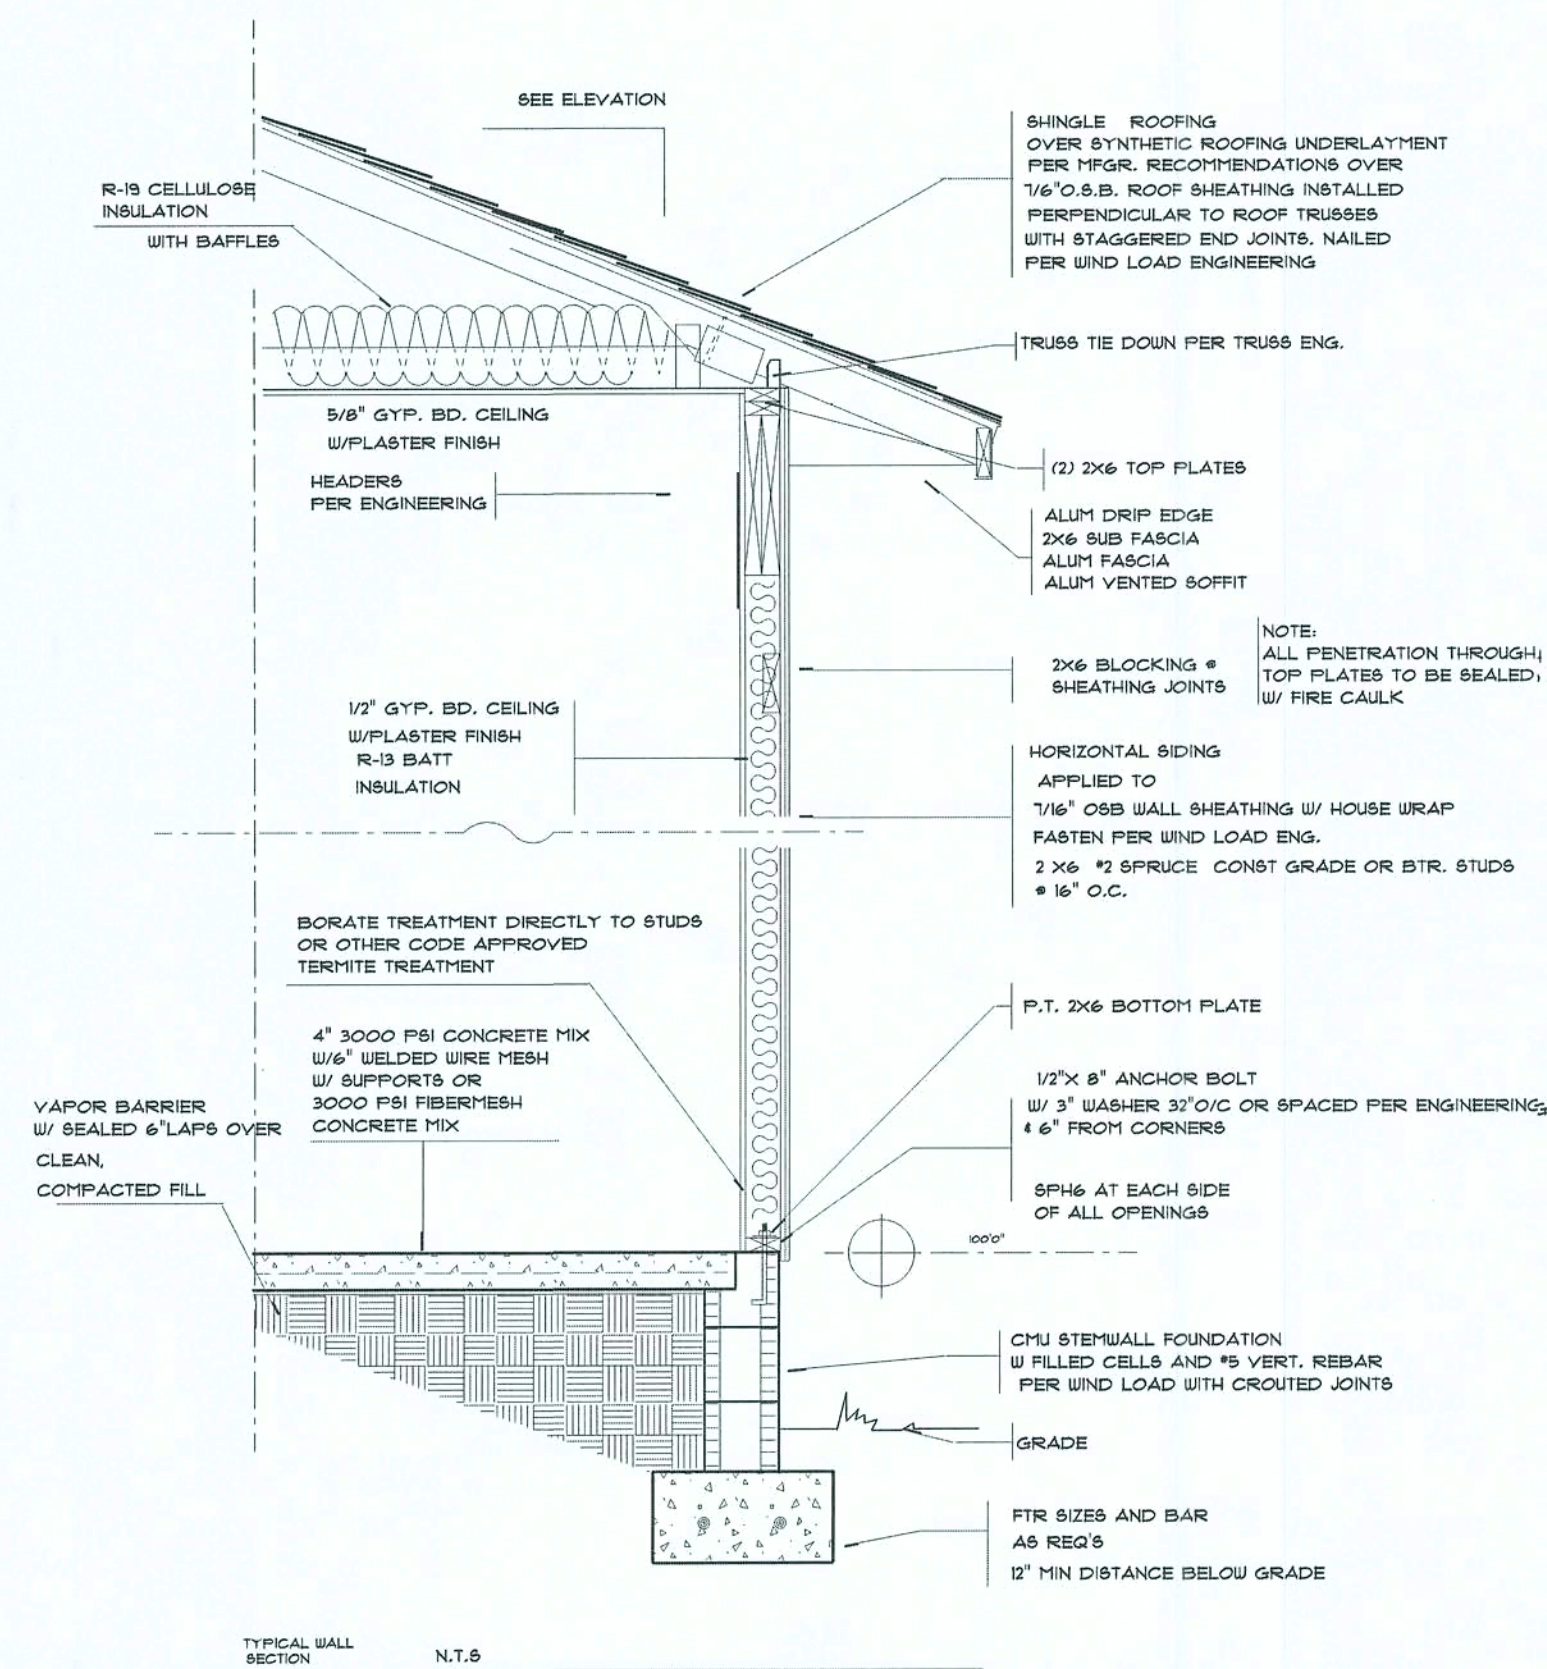 SEE ELEVATION
R-19 CELLULOSE
INSULATION
WITH BAFFLES
SHINGLE ROOFING
OVER SYNTHETIC ROOFING UNDERLAYMENT
PER MFGR. RECOMMENDATIONS OVER
7/6"O.S.B. ROOF SHEATHING INSTALLED
PERPENDICULAR TO ROOF TRUSSES
WITH STAGGERED END JOINTS. NAILED
PER WIND LOAD ENGINEERING
TRUSS TIE DOWN PER TRUSS ENG.
5/8" GYP. BD. CEILING
W/PLASTER FINISH
HEADERS
PER ENGINEERING
(2) 2X6 TOP PLATES
ALUM DRIP EDGE
2X6 SUB FASCIA
ALUM FASCIA
ALUM VENTED SOFFIT
NOTE:
ALL PENETRATION THROUGH
TOP PLATES TO BE SEALED
W/ FIRE CAULK
2X6 BLOCKING @
SHEATHING JOINTS
1/2" GYP. BD. CEILING
W/PLASTER FINISH
R-13 BATT
INSULATION
HORIZONTAL SIDING
APPLIED TO
7/16" OSB WALL SHEATHING W/ HOUSE WRAP
FASTEN PER WIND LOAD ENG.
2 X6 #2 SPRUCE CONST GRADE OR BTR. STUDS
@ 16" O.C.
BORATE TREATMENT DIRECTLY TO STUDS
OR OTHER CODE APPROVED
TERMITE TREATMENT
P.T. 2X6 BOTTOM PLATE
4" 3000 PSI CONCRETE MIX
W/6" WELDED WIRE MESH
W/ SUPPORTS OR
3000 PSI FIBERMESH
CONCRETE MIX
1/2"X 8" ANCHOR BOLT
W/ 3" WASHER 32"O/C OR SPACED PER ENGINEERING
& 6" FROM CORNERS
SPH6 AT EACH SIDE
OF ALL OPENINGS
VAPOR BARRIER
W/ SEALED 6"LAPS OVER
CLEAN,
COMPACTED FILL
100'0"
CMU STEMWALL FOUNDATION
W FILLED CELLS AND #5 VERT. REBAR
PER WIND LOAD WITH CROUTED JOINTS
GRADE
FTR SIZES AND BAR
AS REQ'S
12" MIN DISTANCE BELOW GRADE
TYPICAL WALL
SECTION
N.T.S